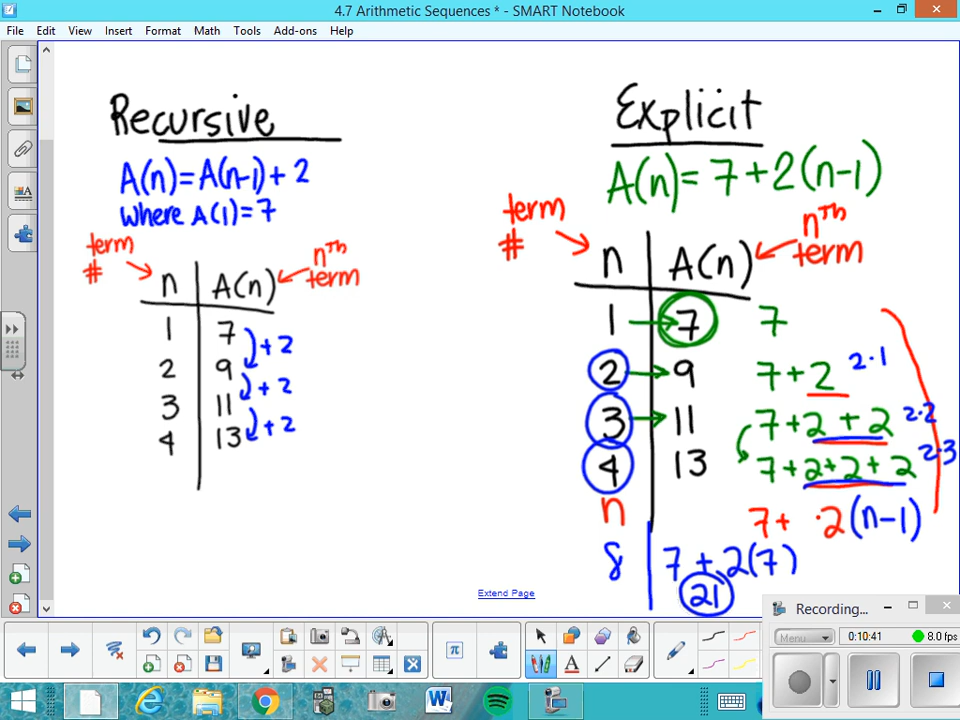 4.7 Arithmetic Sequences * - SMART Notebook
File Edit View Insert Format Math Tools Add-ons Help
Recursive
A(n)=A(n-1)+2
where A(1)=7
term
#
nth
term
n A(n)
1 7
+2
2 9
+2
3 11
+2
4 13
Explicit
A(n)=7+2(n-1)
term
#
nth
term
n A(n)
1 7 7
2 9 7+2 2·1
3 11 7+2+2 2·2
4 13 7+2+2+2 2·3
n 7+ ·2(n-1)
8 7+2(7)
21
Extend Page
Recording...
Menu 0:10:41 8.0 fps